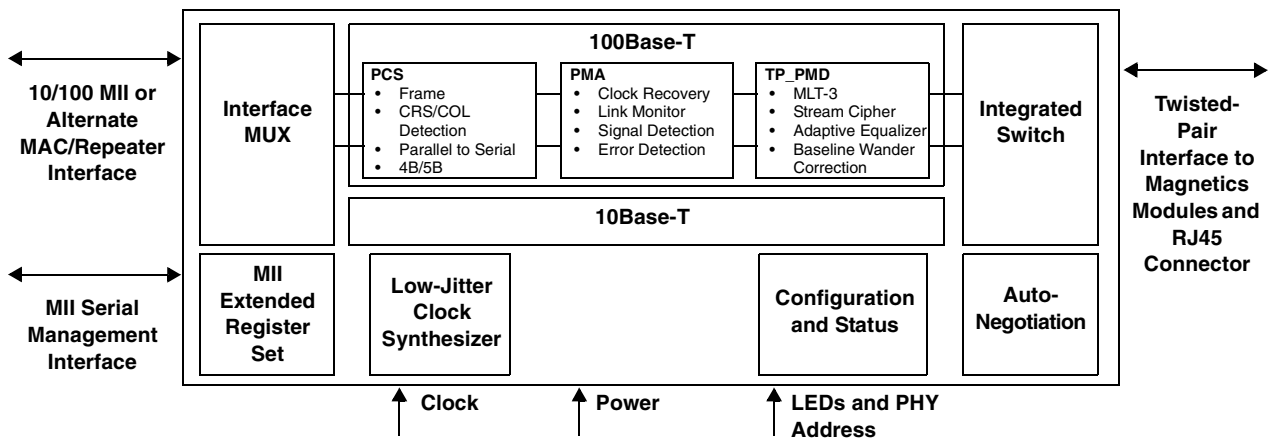 10/100 MII or
Alternate
MAC/Repeater
Interface
MII Serial
Management
Interface
Interface
MUX
100Base-T
PCS
• Frame
• CRS/COL
Detection
• Parallel to Serial
• 4B/5B
PMA
• Clock Recovery
• Link Monitor
• Signal Detection
• Error Detection
TP_PMD
• MLT-3
• Stream Cipher
• Adaptive Equalizer
• Baseline Wander
Correction
10Base-T
Integrated
Switch
Twisted-
Pair
Interface to
Magnetics
Modules and
RJ45
Connector
MII
Extended
Register
Set
Low-Jitter
Clock
Synthesizer
Configuration
and Status
Auto-
Negotiation
Clock
Power
LEDs and PHY
Address